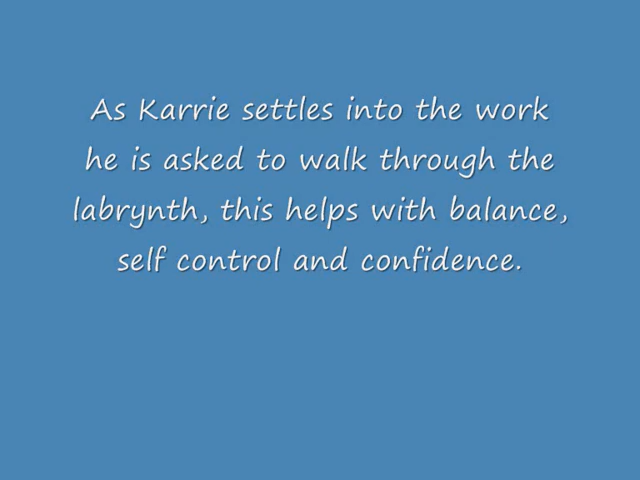 As Karrie settles into the work
he is asked to walk through the
labrynth, this helps with balance,
self control and confidence.